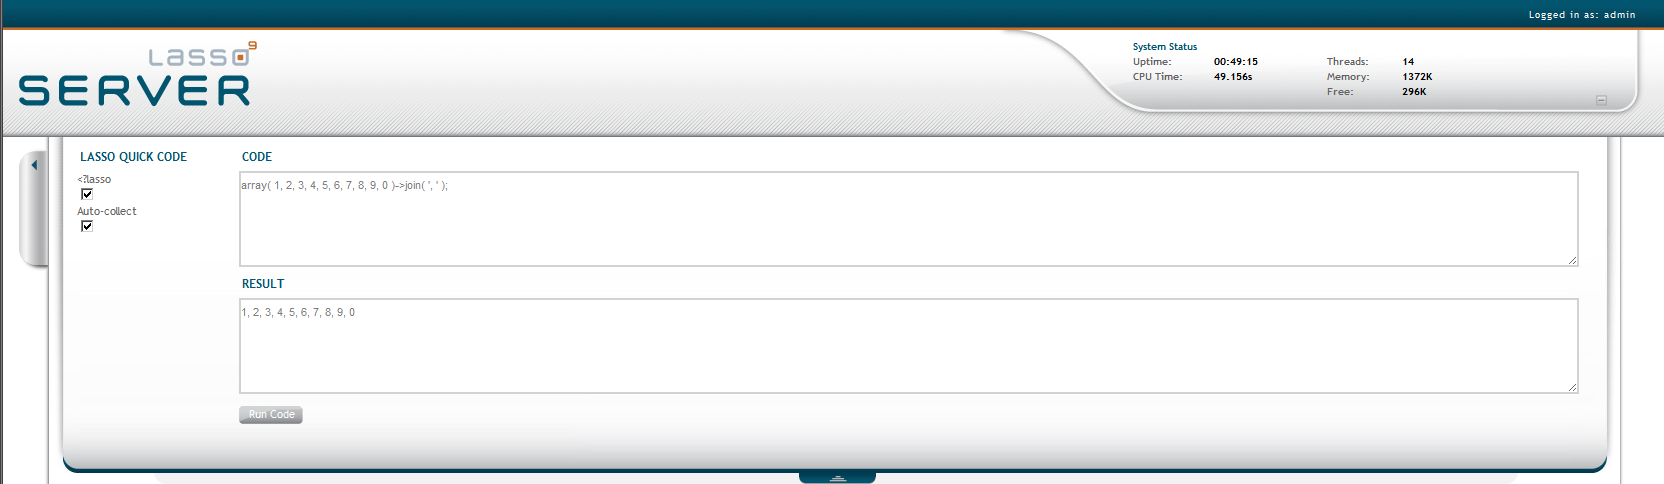 Logged in as: admin
Lasso 9
SERVER
System Status
Uptime: 00:49:15 Threads: 14
CPU Time: 49.156s Memory: 1372K
Free: 296K
LASSO QUICK CODE
<?lasso
Auto-collect
CODE
array( 1, 2, 3, 4, 5, 6, 7, 8, 9, 0 )->join( ', ' );
RESULT
1, 2, 3, 4, 5, 6, 7, 8, 9, 0
Run Code